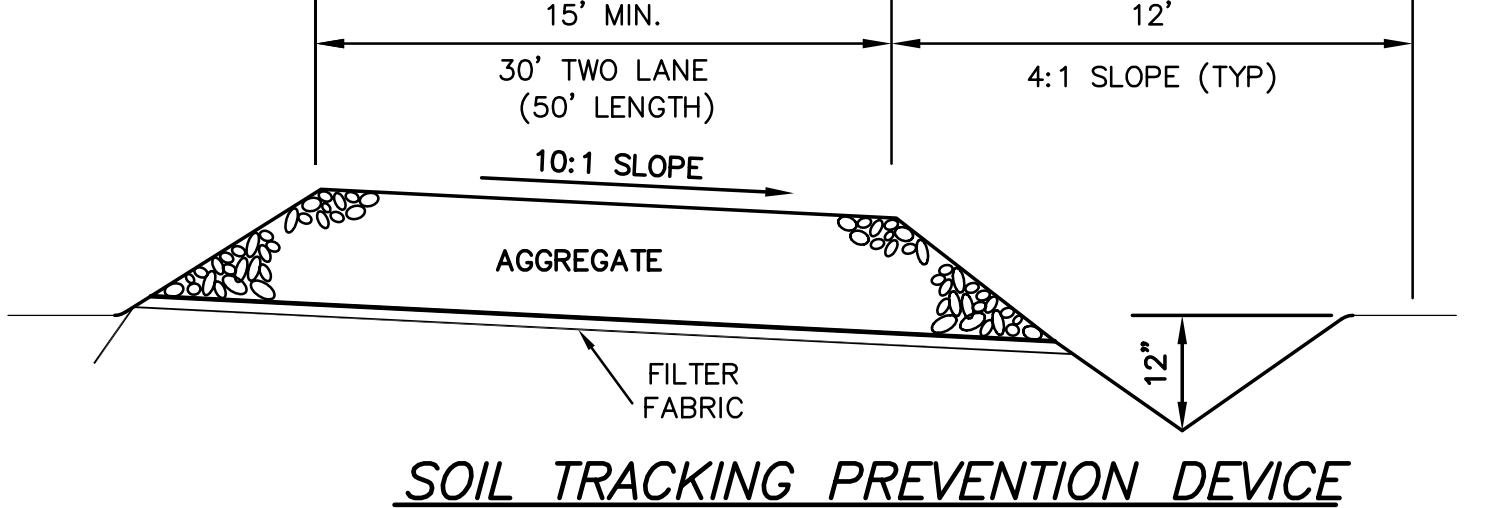 15' MIN.
12'
30' TWO LANE
(50' LENGTH)
4:1 SLOPE (TYP)
10:1 SLOPE
AGGREGATE
12"
FILTER
FABRIC
SOIL TRACKING PREVENTION DEVICE